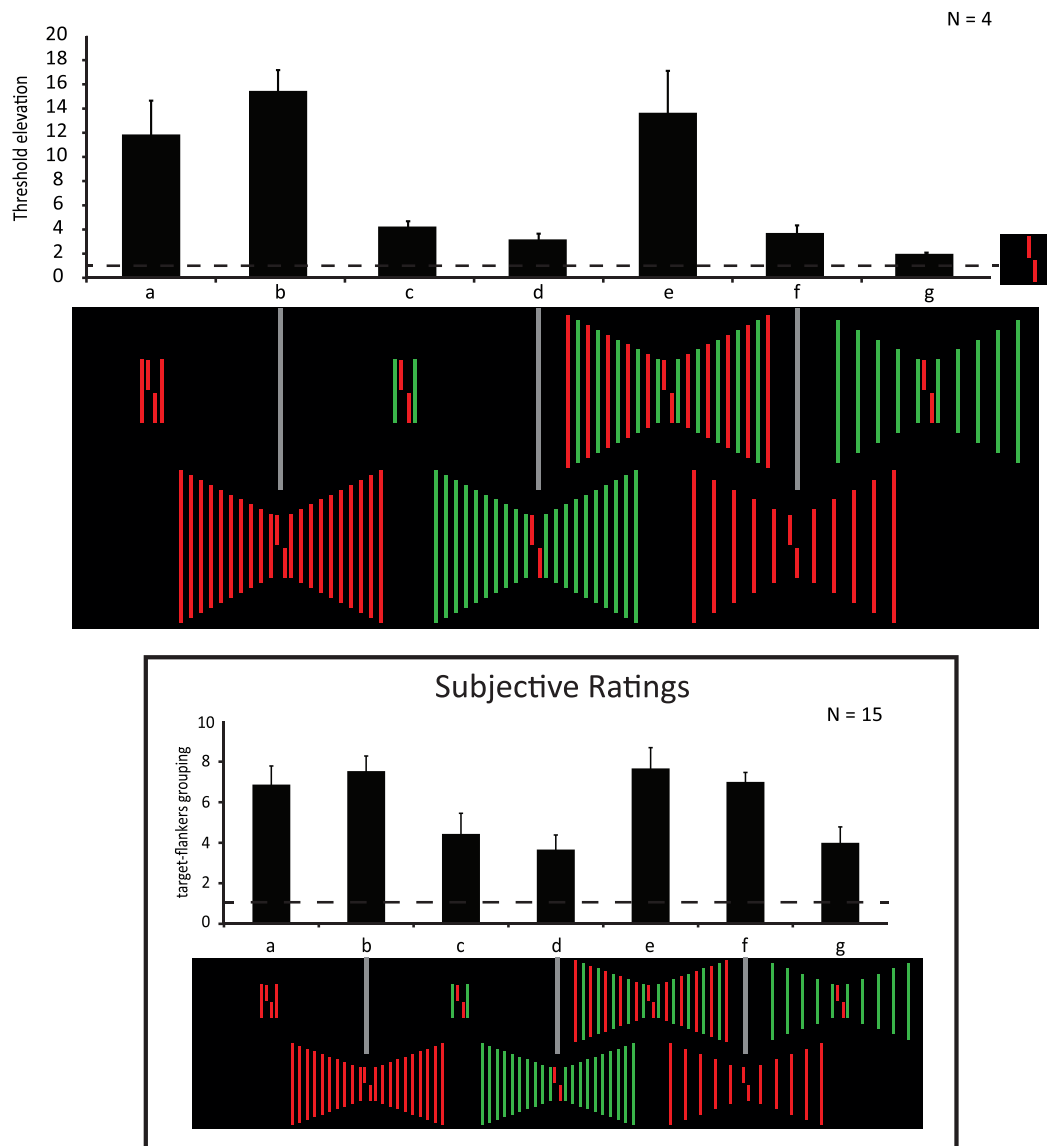 N = 4
Threshold elevation
20
18
16
14
12
10
8
6
4
2
0
a b c d e f g
Subjective Ratings
N = 15
target-flankers grouping
10
8
6
4
2
0
a b c d e f g